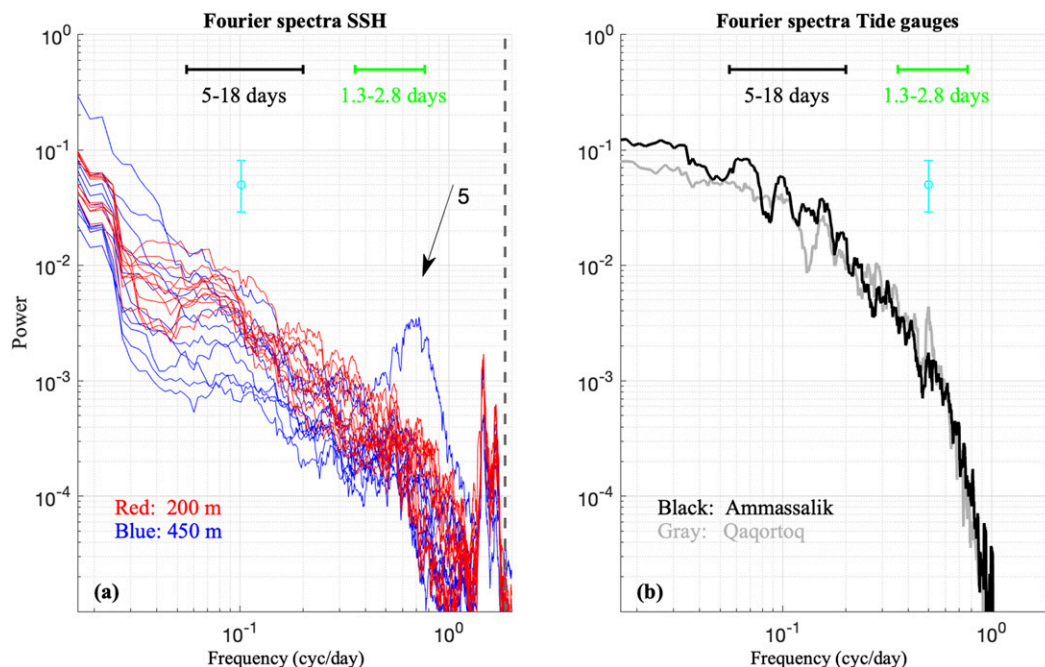 Fourier spectra SSH
Power
10^0
10^-1
10^-2
10^-3
10^-4
5-18 days
1.3-2.8 days
5
Red: 200 m
Blue: 450 m
(a)
10^-1
10^0
Frequency (cyc/day)
Fourier spectra Tide gauges
10^0
10^-1
10^-2
10^-3
10^-4
5-18 days
1.3-2.8 days
Black: Ammassalik
Gray: Qaqortoq
(b)
10^-1
10^0
Frequency (cyc/day)